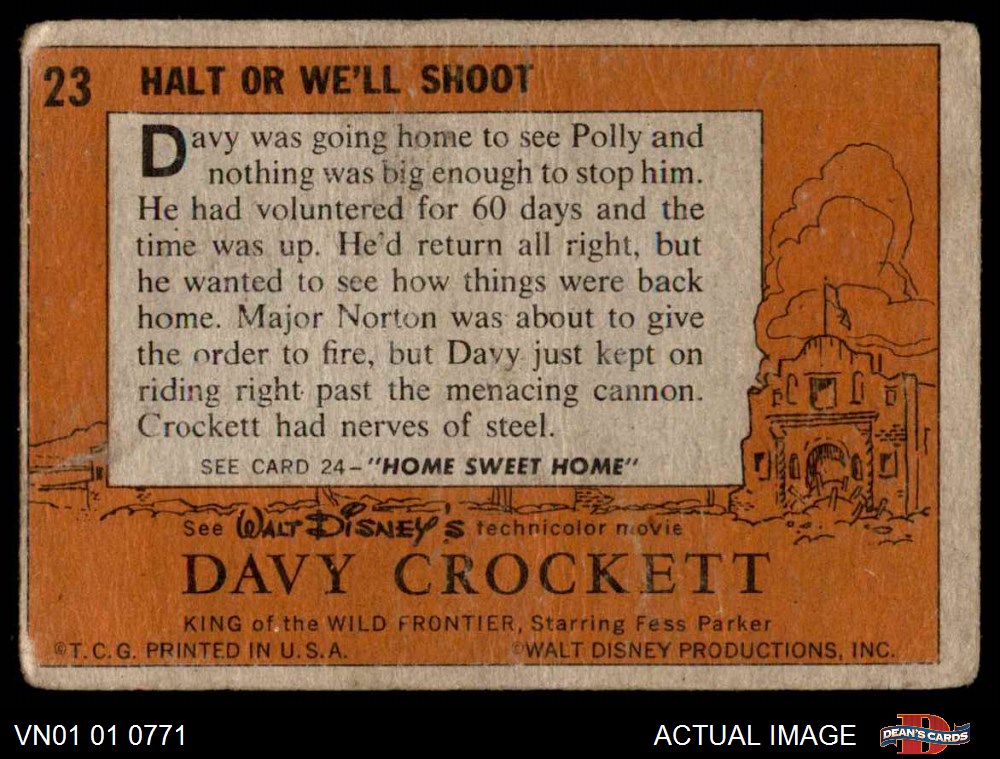 23 HALT OR WE'LL SHOOT
Davy was going home to see Polly and
nothing was big enough to stop him.
He had voluntered for 60 days and the
time was up. He'd return all right, but
he wanted to see how things were back
home. Major Norton was about to give
the order to fire, but Davy just kept on
riding right past the menacing cannon.
Crockett had nerves of steel.
SEE CARD 24-"HOME SWEET HOME"
See WALT DISNEY'S technicolor movie
DAVY CROCKETT
KING of the WILD FRONTIER, Starring Fess Parker
©T.C.G. PRINTED IN U.S.A. ©WALT DISNEY PRODUCTIONS, INC.
VN01 01 0771 ACTUAL IMAGE D DEAN'S CARDS